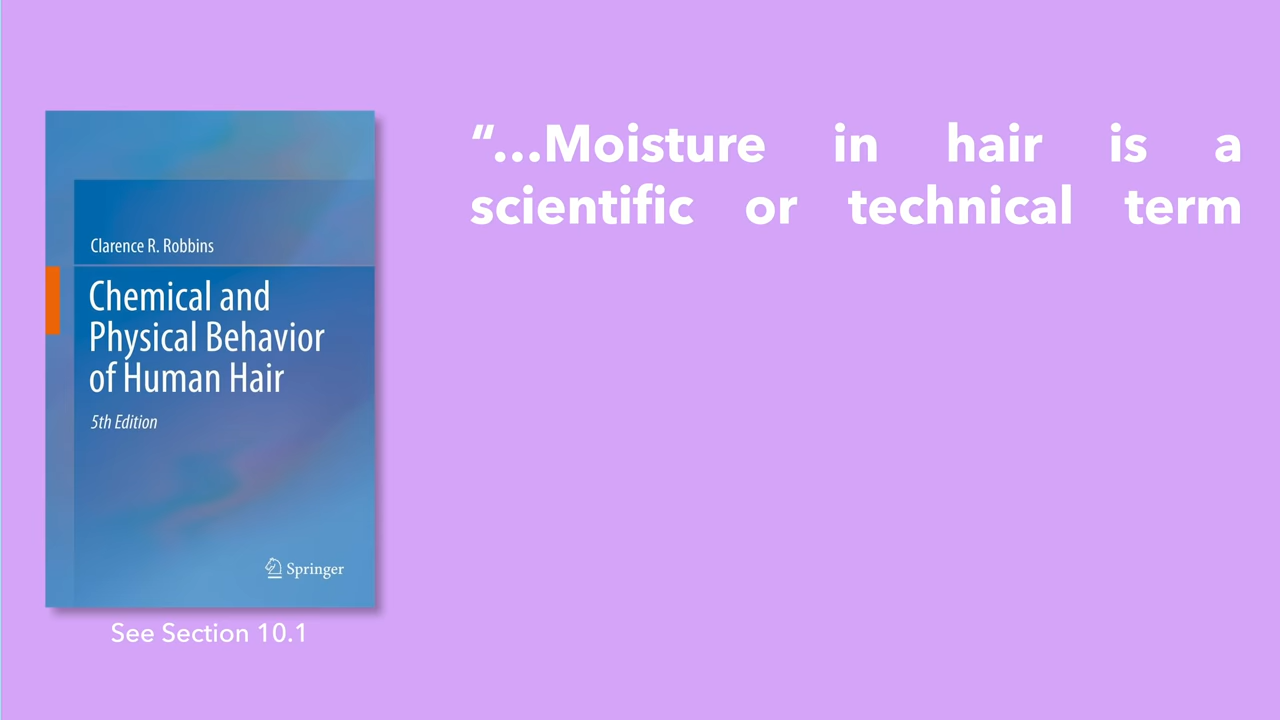 Clarence R. Robbins
Chemical and
Physical Behavior
of Human Hair
5th Edition
Springer
See Section 10.1
“...Moisture in hair is a
scientific or technical term